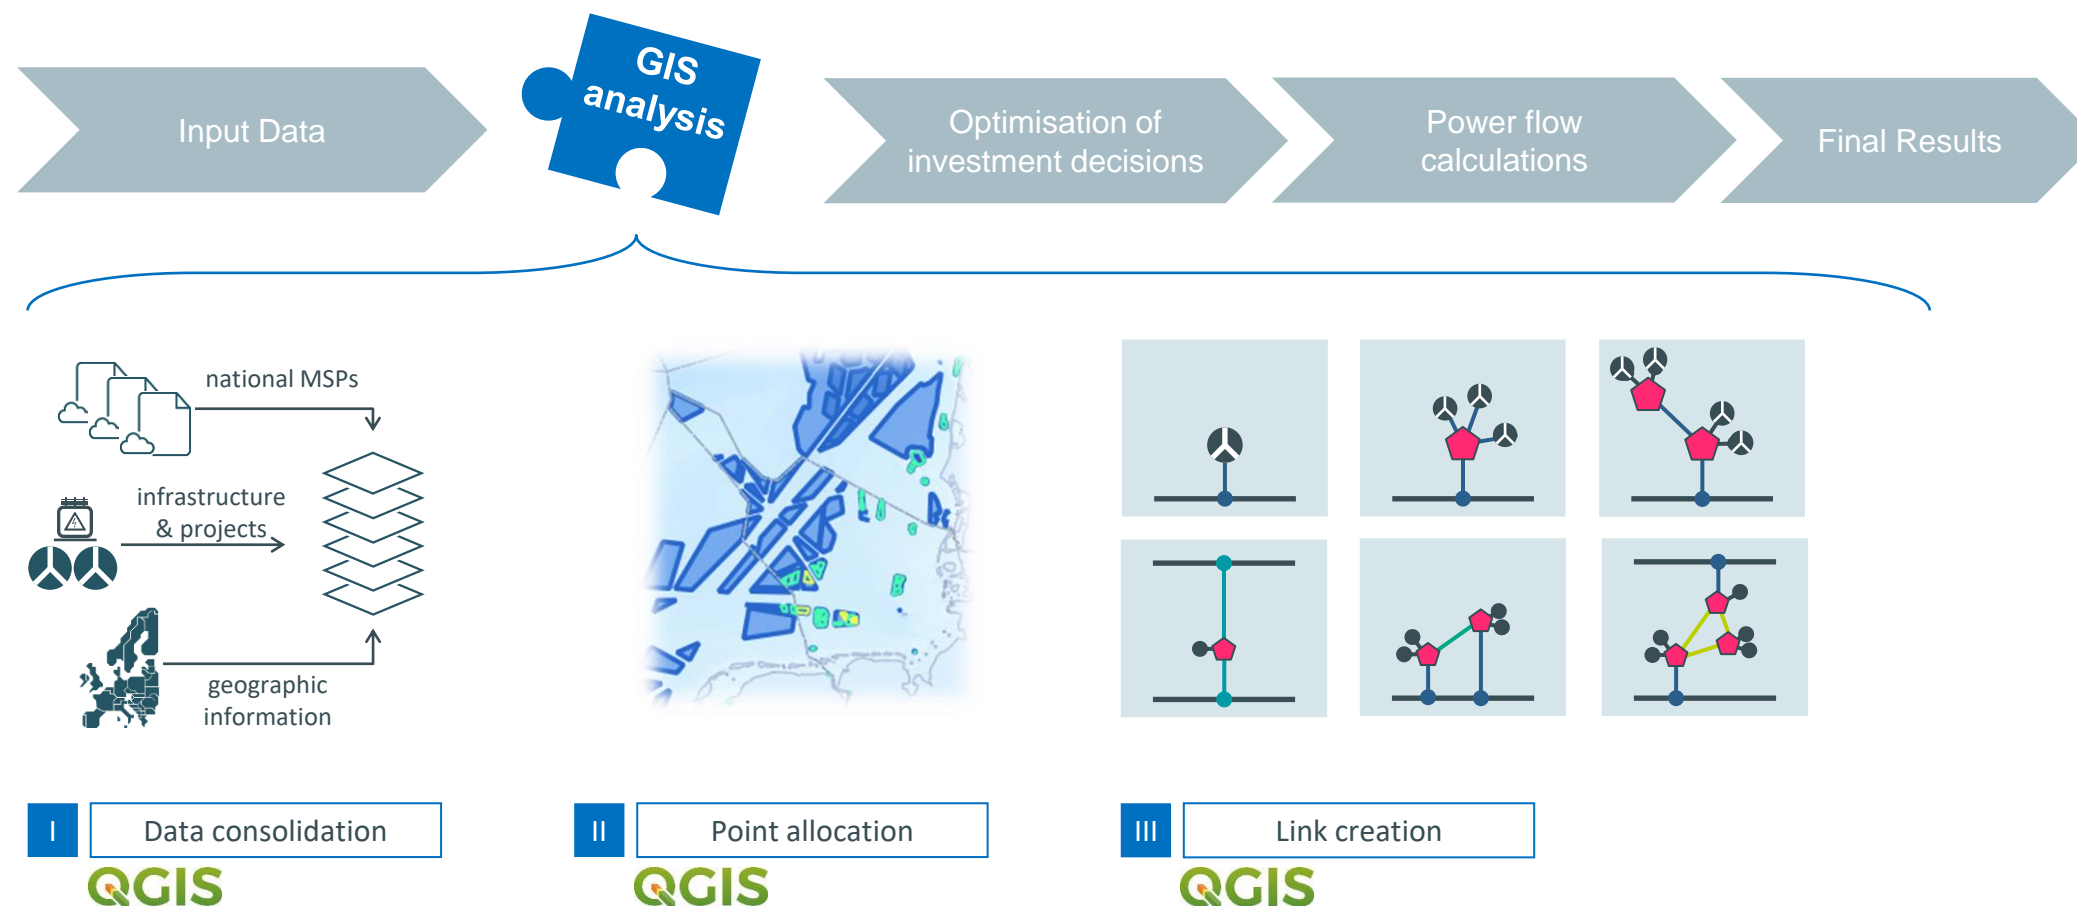 Input Data
GIS
analysis
Optimisation of
investment decisions
Power flow
calculations
Final Results
national MSPs
infrastructure
& projects
geographic
information
I
Data consolidation
II
Point allocation
III
Link creation
QGIS
QGIS
QGIS